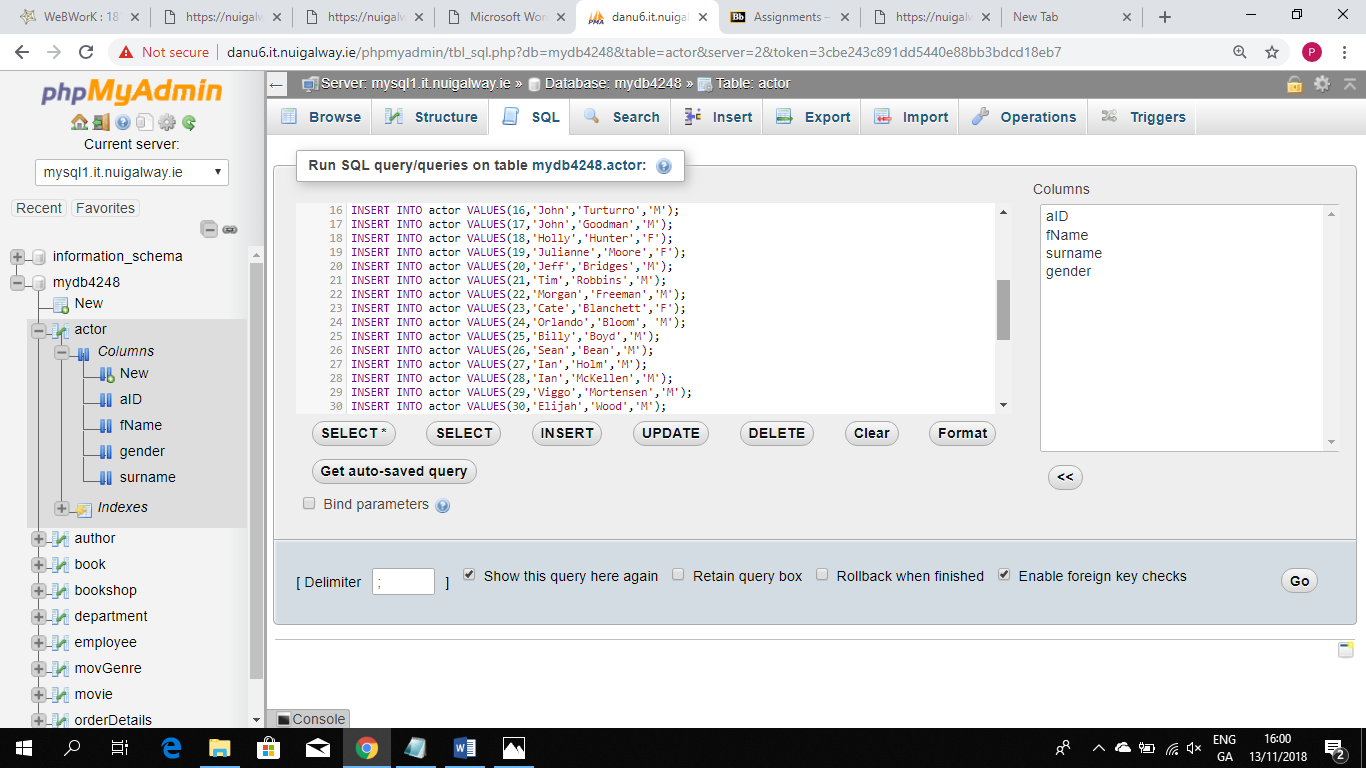 WeBWorK : 18
https://nuigalw
https://nuigalw
Microsoft Wor
danu6.it.nuigal
Assignments –
https://nuigalw
New Tab
Not secure
danu6.it.nuigalway.ie/phpmyadmin/tbl_sql.php?db=mydb4248&table=actor&server=2&token=3cbe243c891dd5440e88bb3bdcd18eb7
P
phpMyAdmin
Current server:
mysql1.it.nuigalway.ie
Recent
Favorites
information_schema
mydb4248
New
actor
Columns
New
aID
fName
gender
surname
Indexes
author
book
bookshop
department
employee
movGenre
movie
orderDetails
Server: mysql1.it.nuigalway.ie » Database: mydb4248 » Table: actor
Browse
Structure
SQL
Search
Insert
Export
Import
Operations
Triggers
Run SQL query/queries on table mydb4248.actor:
16 INSERT INTO actor VALUES(16,'John','Turturro','M');
17 INSERT INTO actor VALUES(17,'John','Goodman','M');
18 INSERT INTO actor VALUES(18,'Holly','Hunter','F');
19 INSERT INTO actor VALUES(19,'Julianne','Moore','F');
20 INSERT INTO actor VALUES(20,'Jeff','Bridges','M');
21 INSERT INTO actor VALUES(21,'Tim','Robbins','M');
22 INSERT INTO actor VALUES(22,'Morgan','Freeman','M');
23 INSERT INTO actor VALUES(23,'Cate','Blanchett','F');
24 INSERT INTO actor VALUES(24,'Orlando','Bloom', 'M');
25 INSERT INTO actor VALUES(25,'Billy','Boyd','M');
26 INSERT INTO actor VALUES(26,'Sean','Bean','M');
27 INSERT INTO actor VALUES(27,'Ian','Holm','M');
28 INSERT INTO actor VALUES(28,'Ian','McKellen','M');
29 INSERT INTO actor VALUES(29,'Viggo','Mortensen','M');
30 INSERT INTO actor VALUES(30,'Elijah','Wood','M');
Columns
aID
fName
surname
gender
<<
SELECT *
SELECT
INSERT
UPDATE
DELETE
Clear
Format
Get auto-saved query
Bind parameters
[ Delimiter ; ]
Show this query here again
Retain query box
Rollback when finished
Enable foreign key checks
Go
Console
ENG
GA
16:00
13/11/2018
2